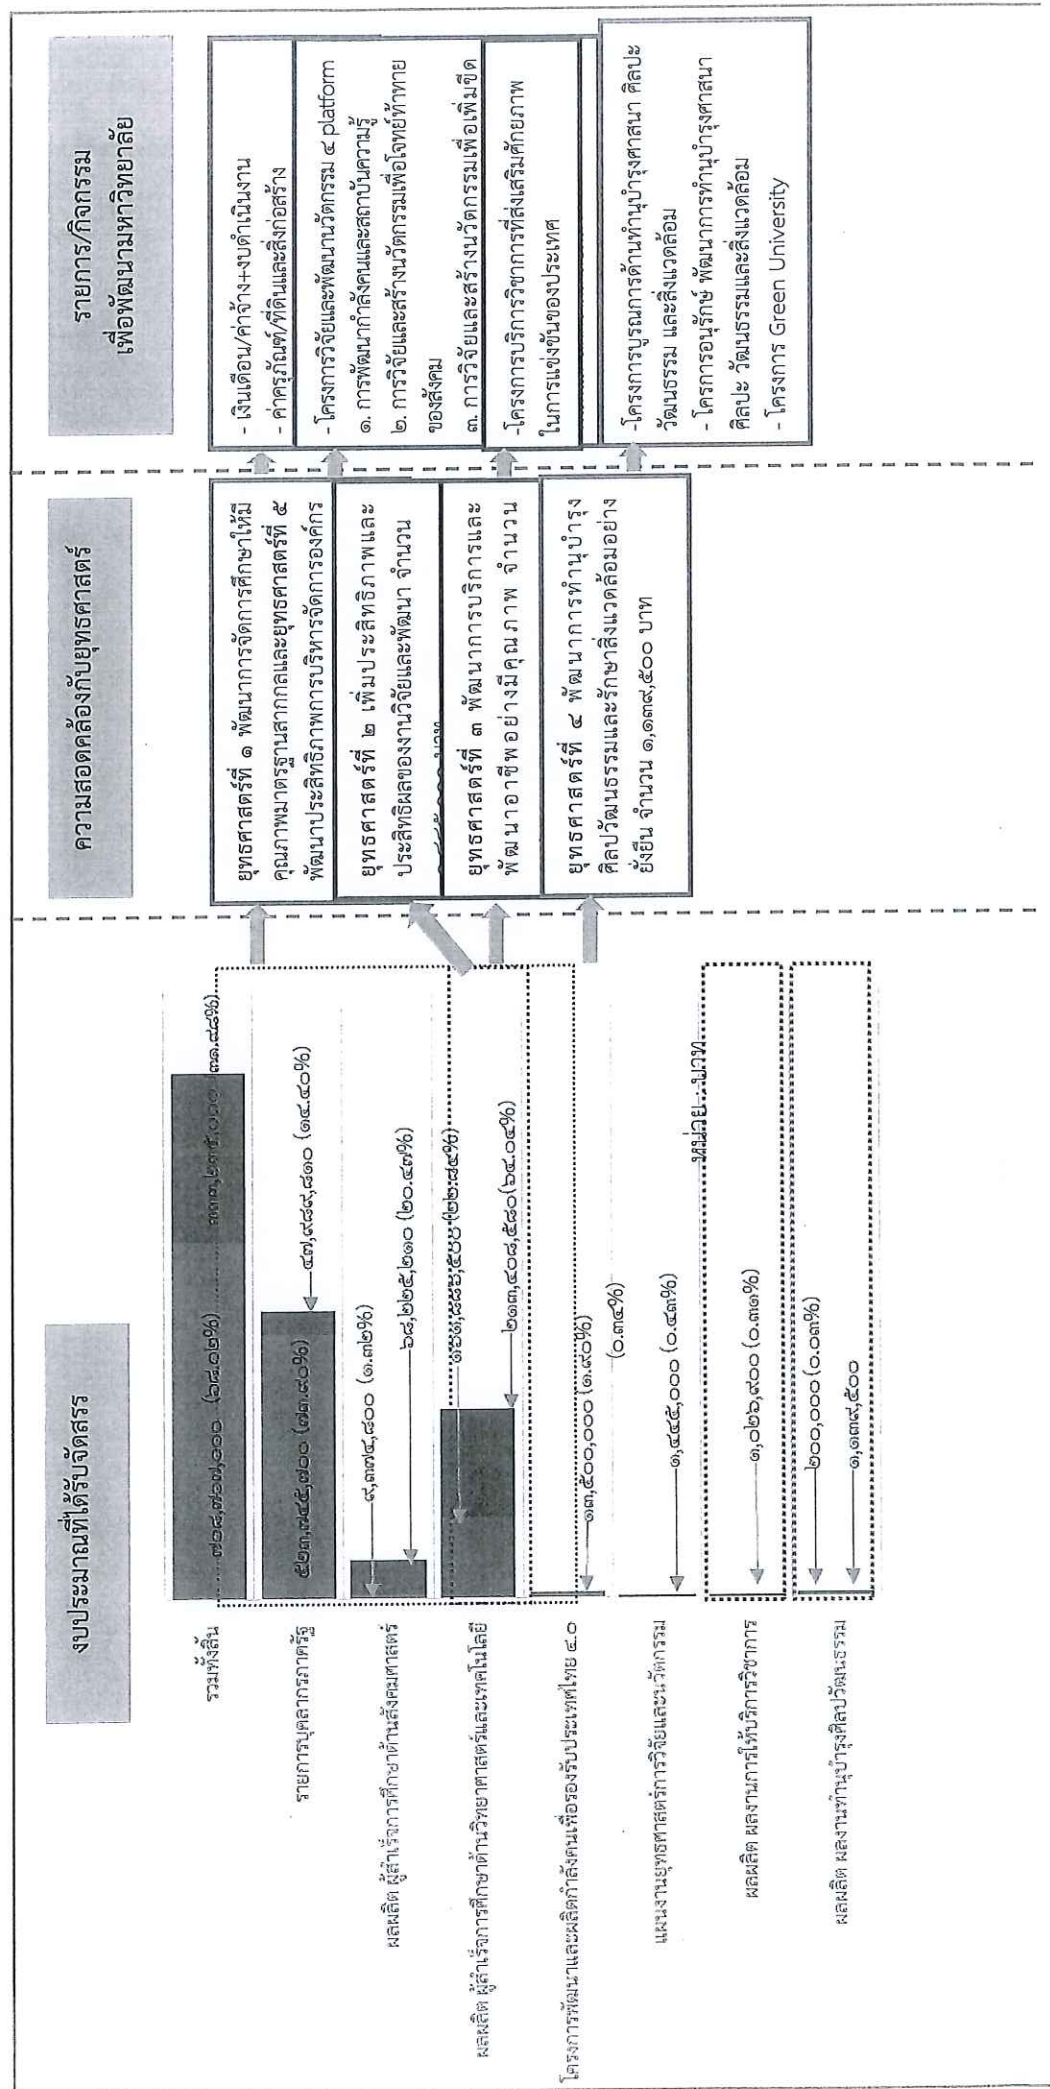 งบประมาณที่ได้รับจัดสรร
ความสอดคล้องกับยุทธศาสตร์
รายการ/กิจกรรม
เพื่อพัฒนามหาวิทยาลัย
รวมทั้งสิ้น
๗๐๘,๗๖๗,๔๐๐ (๖๘.๐๒%)
๓๓๓,๒๓๕,๐๐๐ (๓๑.๙๘%)
รายการบุคลากรภาครัฐ
๕๒๓,๗๔๕,๗๐๐ (๗๓.๙๐%)
๔๗,๙๘๙,๘๑๐ (๑๔.๔๐%)
ผลผลิต ผู้สำเร็จการศึกษาด้านสังคมศาสตร์
๙,๓๗๔,๘๐๐ (๑.๓๒%)
๖๘,๒๒๕,๒๑๐ (๒๐.๔๗%)
ผลผลิต ผู้สำเร็จการศึกษาด้านวิทยาศาสตร์และเทคโนโลยี
(๒๒.๘๔%)
๒๑๓,๔๐๘,๕๘๐(๖๔.๐๔%)
โครงการพัฒนาและผลิตกำลังคนเพื่อรองรับประเทศไทย ๔.๐
๑๓,๕๐๐,๐๐๐ (๑.๙๐%)
(๐.๓๔%)
แผนงานยุทธศาสตร์การวิจัยและนวัตกรรม
๑,๔๔๕,๐๐๐ (๐.๔๓%)
หน่วย : บาท
ผลผลิต ผลงานการให้บริการวิชาการ
๑,๐๒๖,๙๐๐ (๐.๓๑%)
ผลผลิต ผลงานทำนุบำรุงศิลปวัฒนธรรม
๒๐๐,๐๐๐ (๐.๐๓%)
๑,๑๓๙,๕๐๐
ยุทธศาสตร์ที่ ๑ พัฒนาการจัดการศึกษาให้มี
คุณภาพมาตรฐานสากลและยุทธศาสตร์ที่ ๕
พัฒนาประสิทธิภาพการบริหารจัดการองค์กร
ยุทธศาสตร์ที่ ๒ เพิ่มประสิทธิภาพและ
ประสิทธิผลของงานวิจัยและพัฒนา จำนวน
ยุทธศาสตร์ที่ ๓ พัฒนาการบริการและ
พัฒนาอาชีพอย่างมีคุณภาพ จำนวน
ยุทธศาสตร์ที่ ๔ พัฒนาการทำนุบำรุง
ศิลปวัฒนธรรมและรักษาสิ่งแวดล้อมอย่าง
ยั่งยืน จำนวน ๑,๑๓๙,๕๐๐ บาท
- เงินเดือน/ค่าจ้าง+งบดำเนินงาน
- ค่าครุภัณฑ์/ที่ดินและสิ่งก่อสร้าง
- โครงการวิจัยและพัฒนานวัตกรรม ๔ platform
๑. การพัฒนากำลังคนและสถาบันความรู้
๒. การวิจัยและสร้างนวัตกรรมเพื่อโจทย์ท้าทาย
ของสังคม
๓. การวิจัยและสร้างนวัตกรรมเพื่อเพิ่มขีด
-โครงการบริการวิชาการที่ส่งเสริมศักยภาพ
ในการแข่งขันของประเทศ
-โครงการบูรณการด้านทำนุบำรุงศาสนา ศิลปะ
วัฒนธรรม และสิ่งแวดล้อม
- โครการอนุรักษ์ พัฒนาการทำนุบำรุงศาสนา
ศิลปะ วัฒนธรรมและสิ่งแวดล้อม
- โครงการ Green University